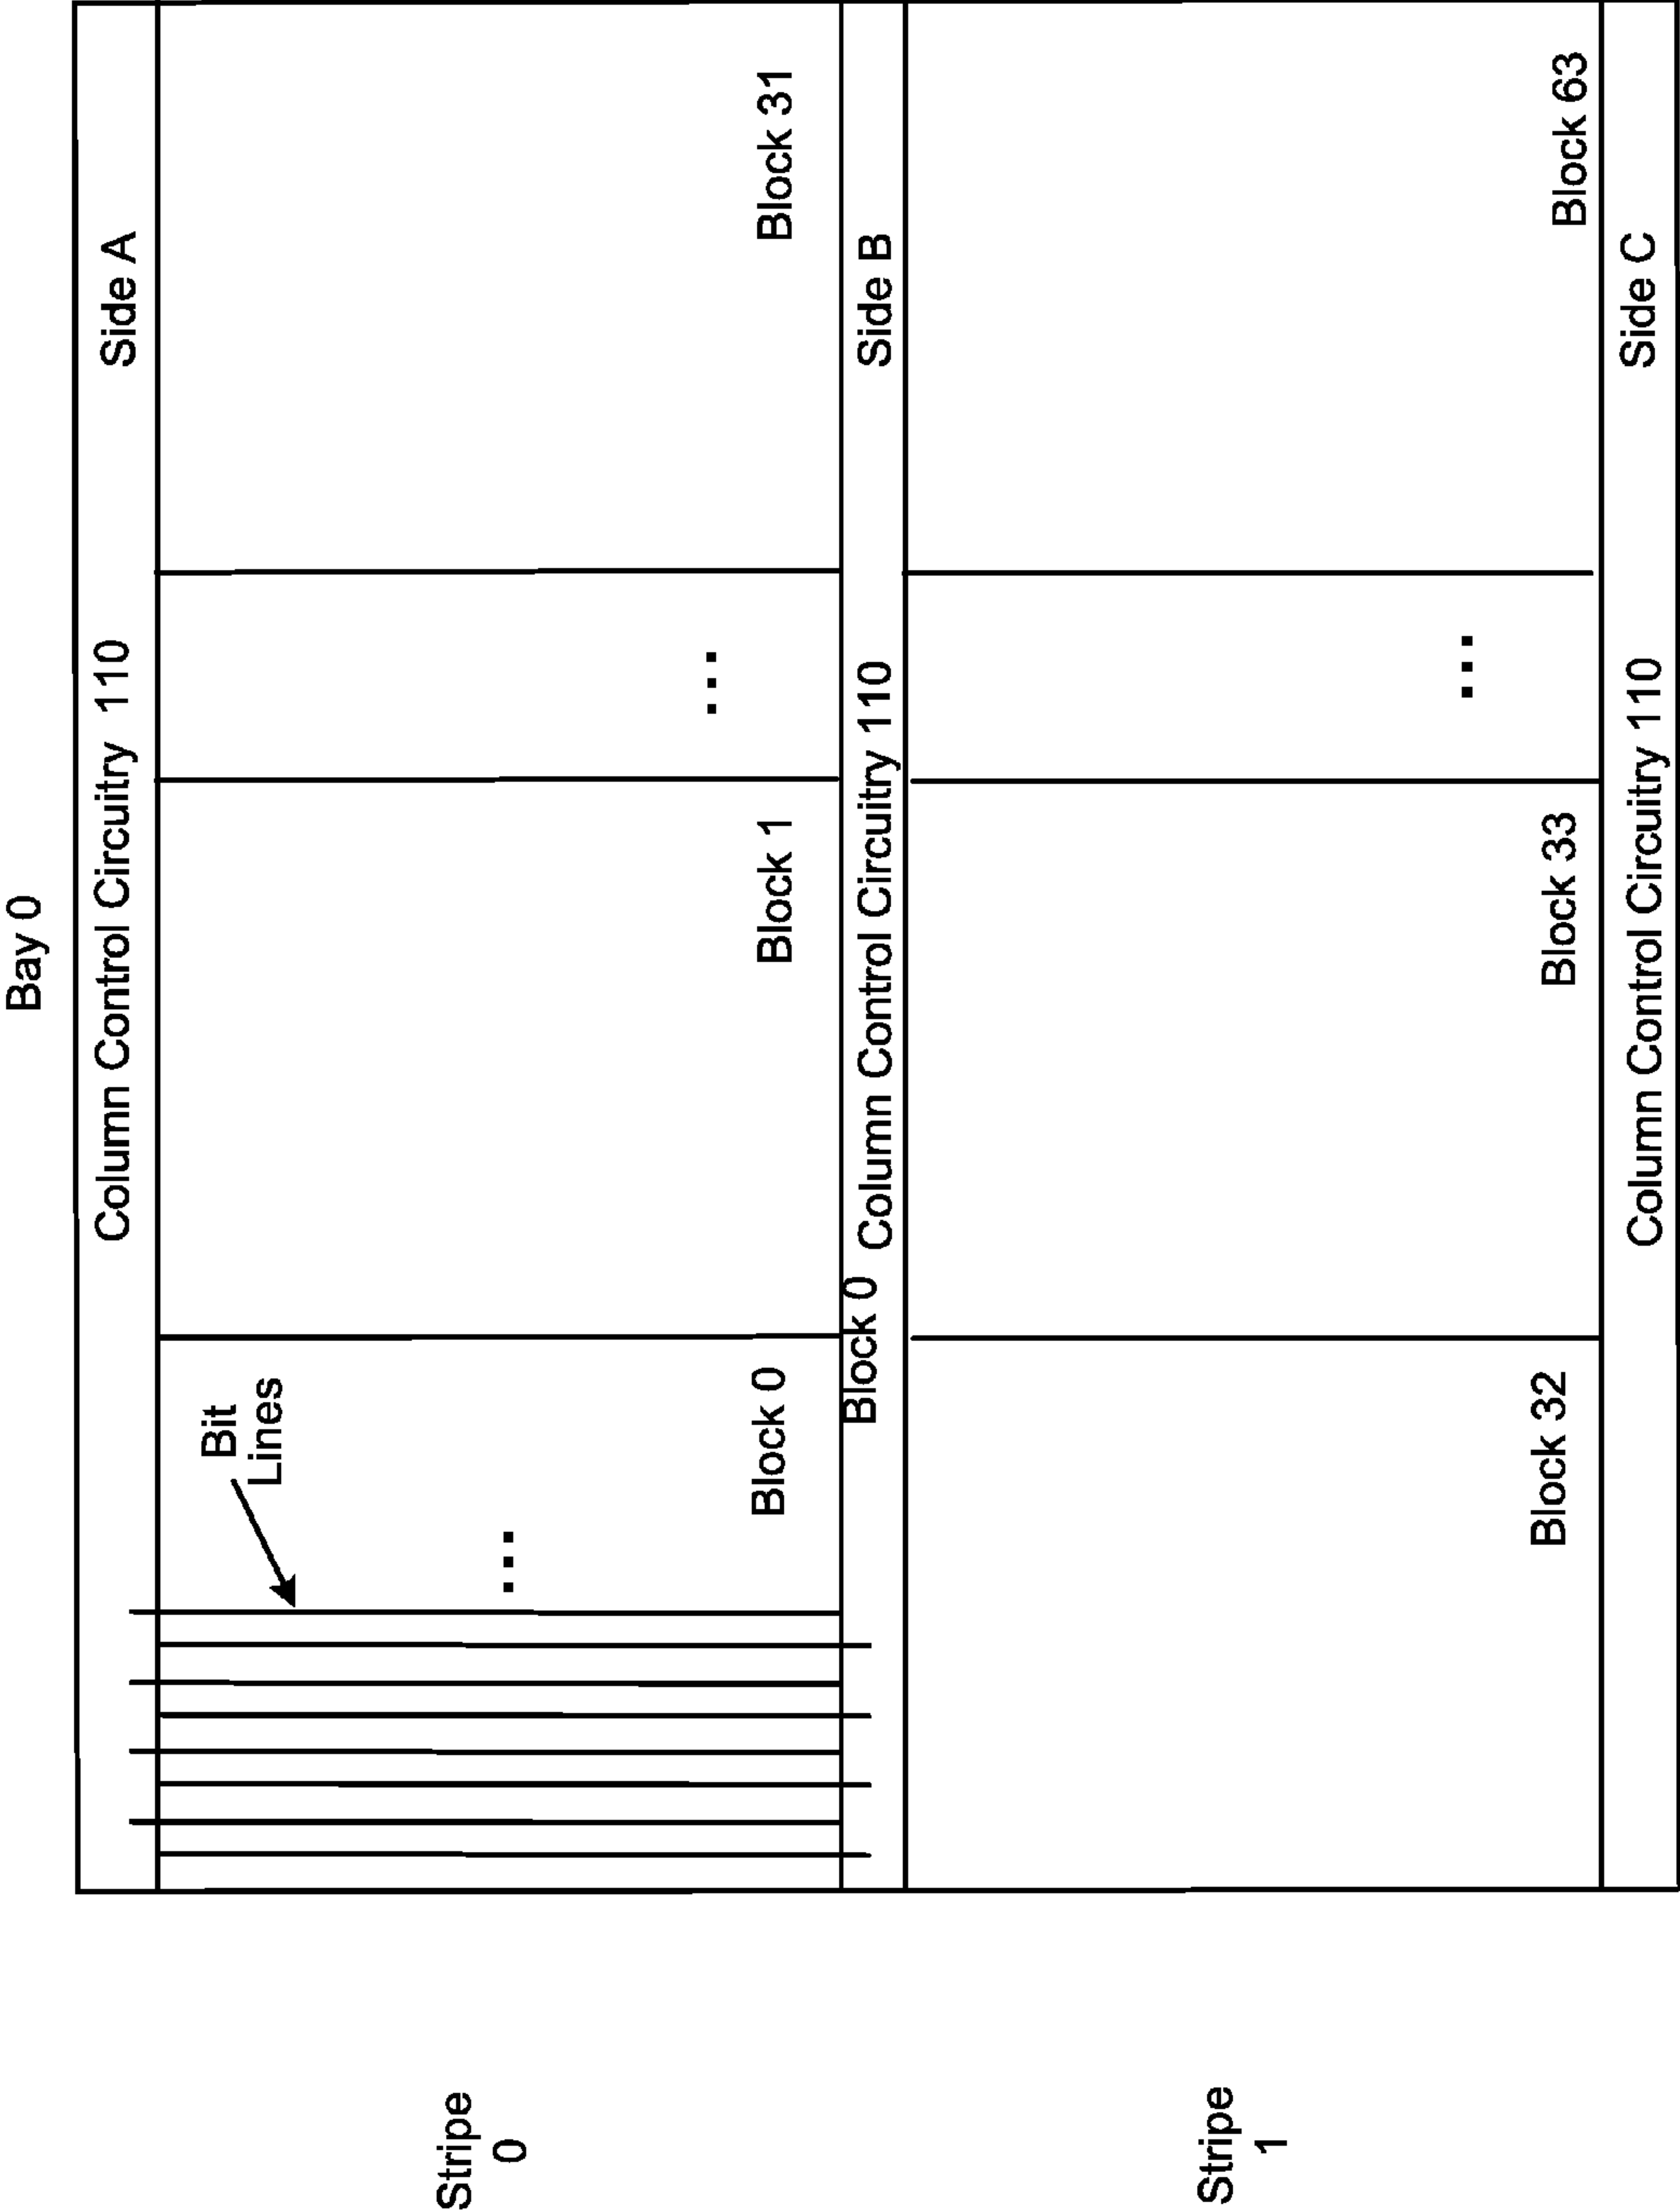 Bay 0
Column Control Circuitry 110 Side A
Bit
Lines
...
...
Stripe
0
Block 0 Block 1 Block 31
Block 0
Column Control Circuitry 110 Side B
Stripe
1
...
Block 32 Block 33 Block 63
Column Control Circuitry 110 Side C